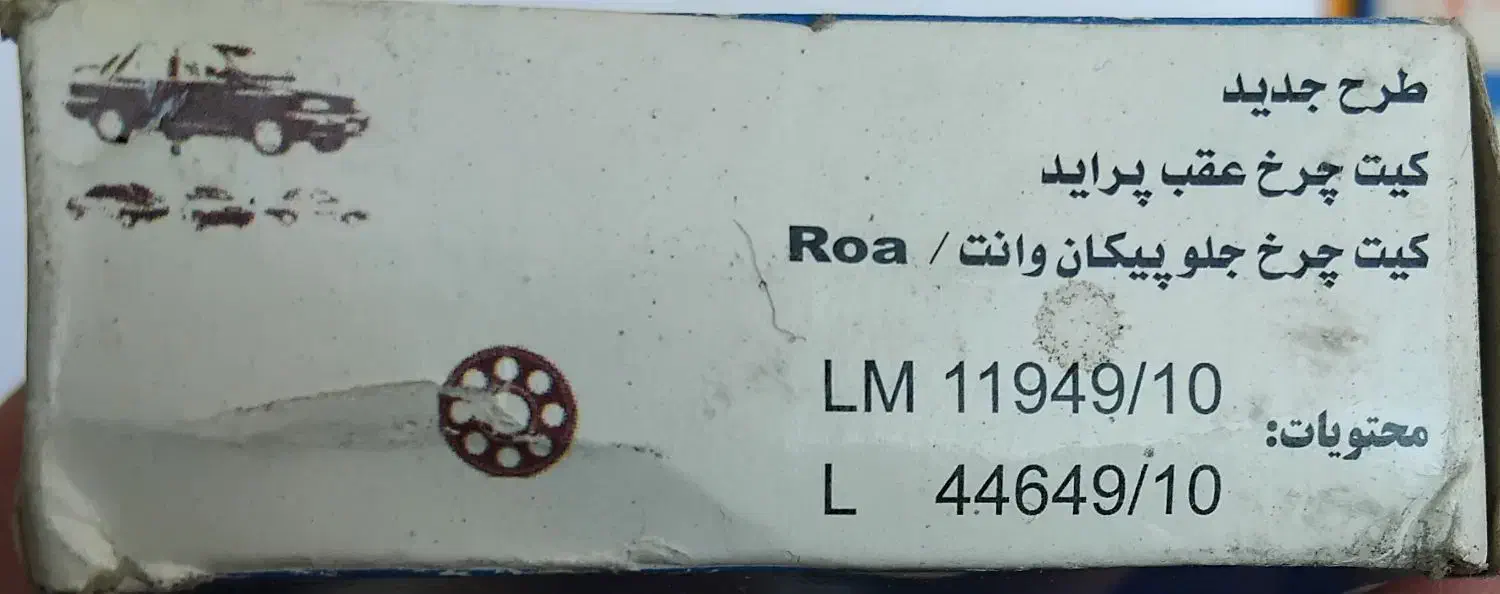 طرح جدید
کیت چرخ عقب پراید
کیت چرخ جلو پیکان وانت / Roa
LM 11949/10
محتویات:
L 44649/10